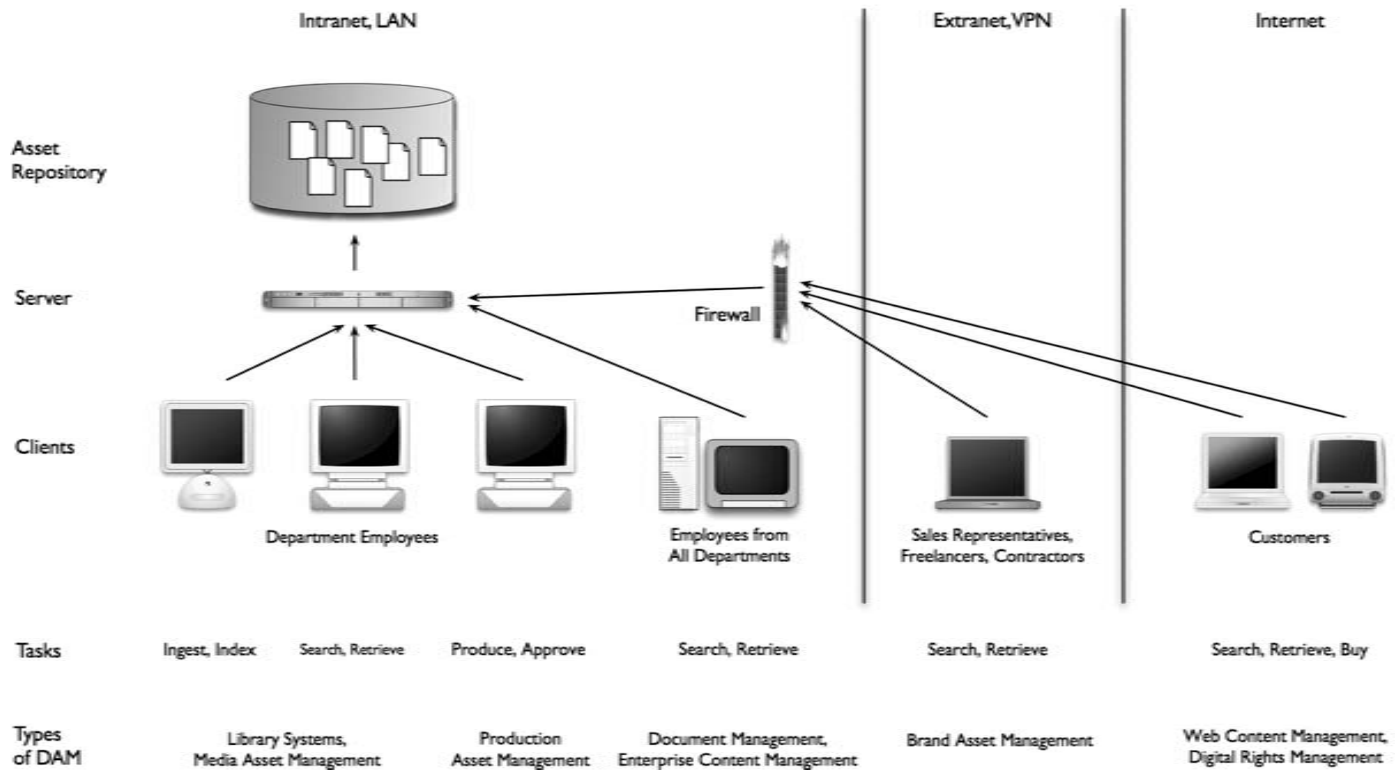 Intranet, LAN
Extranet, VPN
Internet
Asset
Repository
Server
Firewall
Clients
Department Employees
Employees from
All Departments
Sales Representatives,
Freelancers, Contractors
Customers
Tasks
Ingest, Index
Search, Retrieve
Produce, Approve
Search, Retrieve
Search, Retrieve
Search, Retrieve, Buy
Types
of DAM
Library Systems,
Media Asset Management
Production
Asset Management
Document Management,
Enterprise Content Management
Brand Asset Management
Web Content Management,
Digital Rights Management